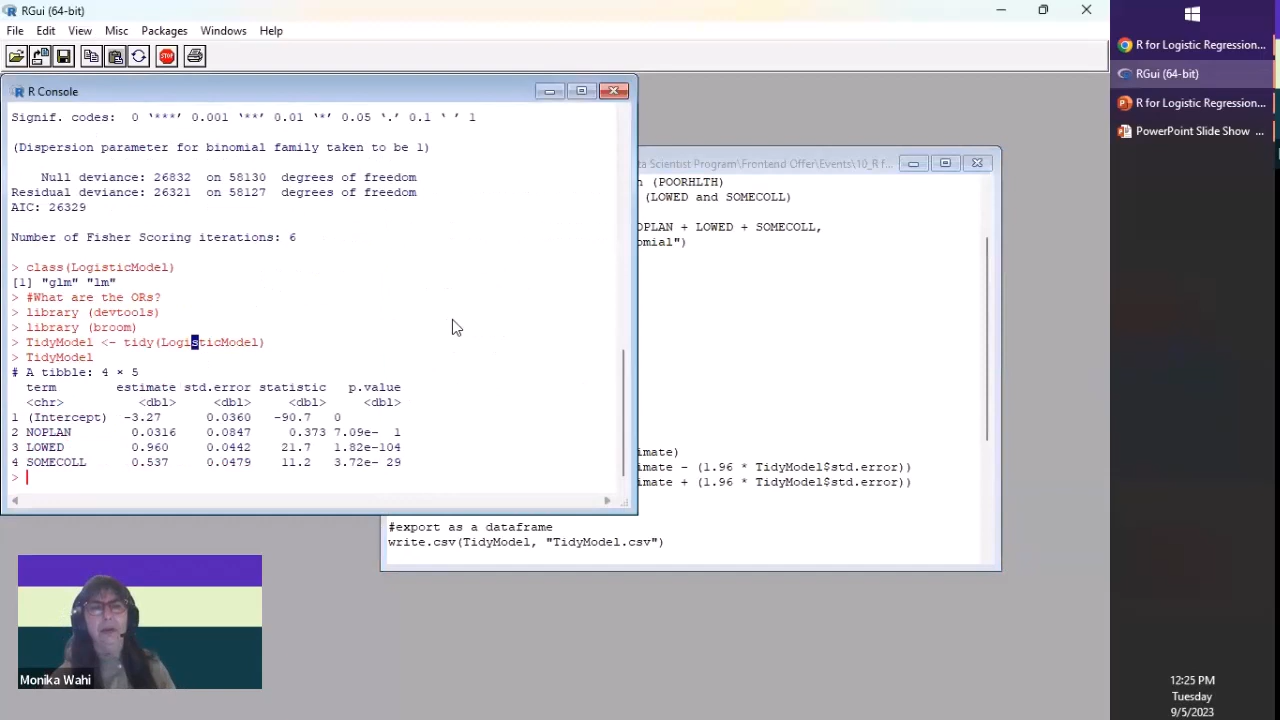 RGui (64-bit)
File Edit View Misc Packages Windows Help
STOP
R Console
Signif. codes:  0 ‘***’ 0.001 ‘**’ 0.01 ‘*’ 0.05 ‘.’ 0.1 ‘ ’ 1
(Dispersion parameter for binomial family taken to be 1)
Null deviance: 26832  on 58130  degrees of freedom
Residual deviance: 26321  on 58127  degrees of freedom
AIC: 26329
Number of Fisher Scoring iterations: 6
> class(LogisticModel)
[1] "glm" "lm"
> #What are the ORs?
> library (devtools)
> library (broom)
> TidyModel <- tidy(LogisticModel)
> TidyModel
# A tibble: 4 × 5
term        estimate std.error statistic   p.value
<chr>          <dbl>     <dbl>     <dbl>     <dbl>
1 (Intercept)  -3.27      0.0360   -90.7   0
2 NOPLAN        0.0316    0.0847     0.373 7.09e-  1
3 LOWED         0.960     0.0442    21.7   1.82e-104
4 SOMECOLL      0.537     0.0479    11.2   3.72e- 29
>
ta Scientist Program\Frontend Offer\Events\10_R f...
n (POORHLTH)
(LOWED and SOMECOLL)
OPLAN + LOWED + SOMECOLL,
omial")
imate)
imate - (1.96 * TidyModel$std.error))
imate + (1.96 * TidyModel$std.error))
#export as a dataframe
write.csv(TidyModel, "TidyModel.csv")
Monika Wahi
R for Logistic Regression...
RGui (64-bit)
R for Logistic Regression...
PowerPoint Slide Show ...
12:25 PM
Tuesday
9/5/2023